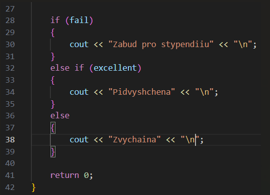 27
28 if (fail)
29 {
30 cout << "Zabud pro stypendiiu" << "\n";
31 }
32 else if (excellent)
33 {
34 cout << "Pidvyshchena" << "\n";
35 }
36 else
37 {
38 cout << "Zvychaina" << "\n";
39 }
40
41 return 0;
42 }